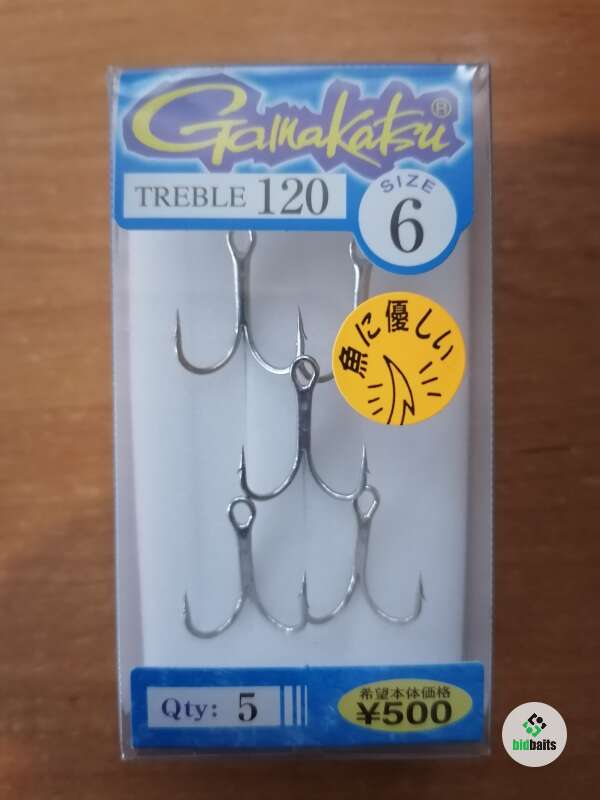 Gamakatsu®
TREBLE 120
SIZE
6
魚に優しい
Qty: 5
希望本体価格
¥500
bidbaits